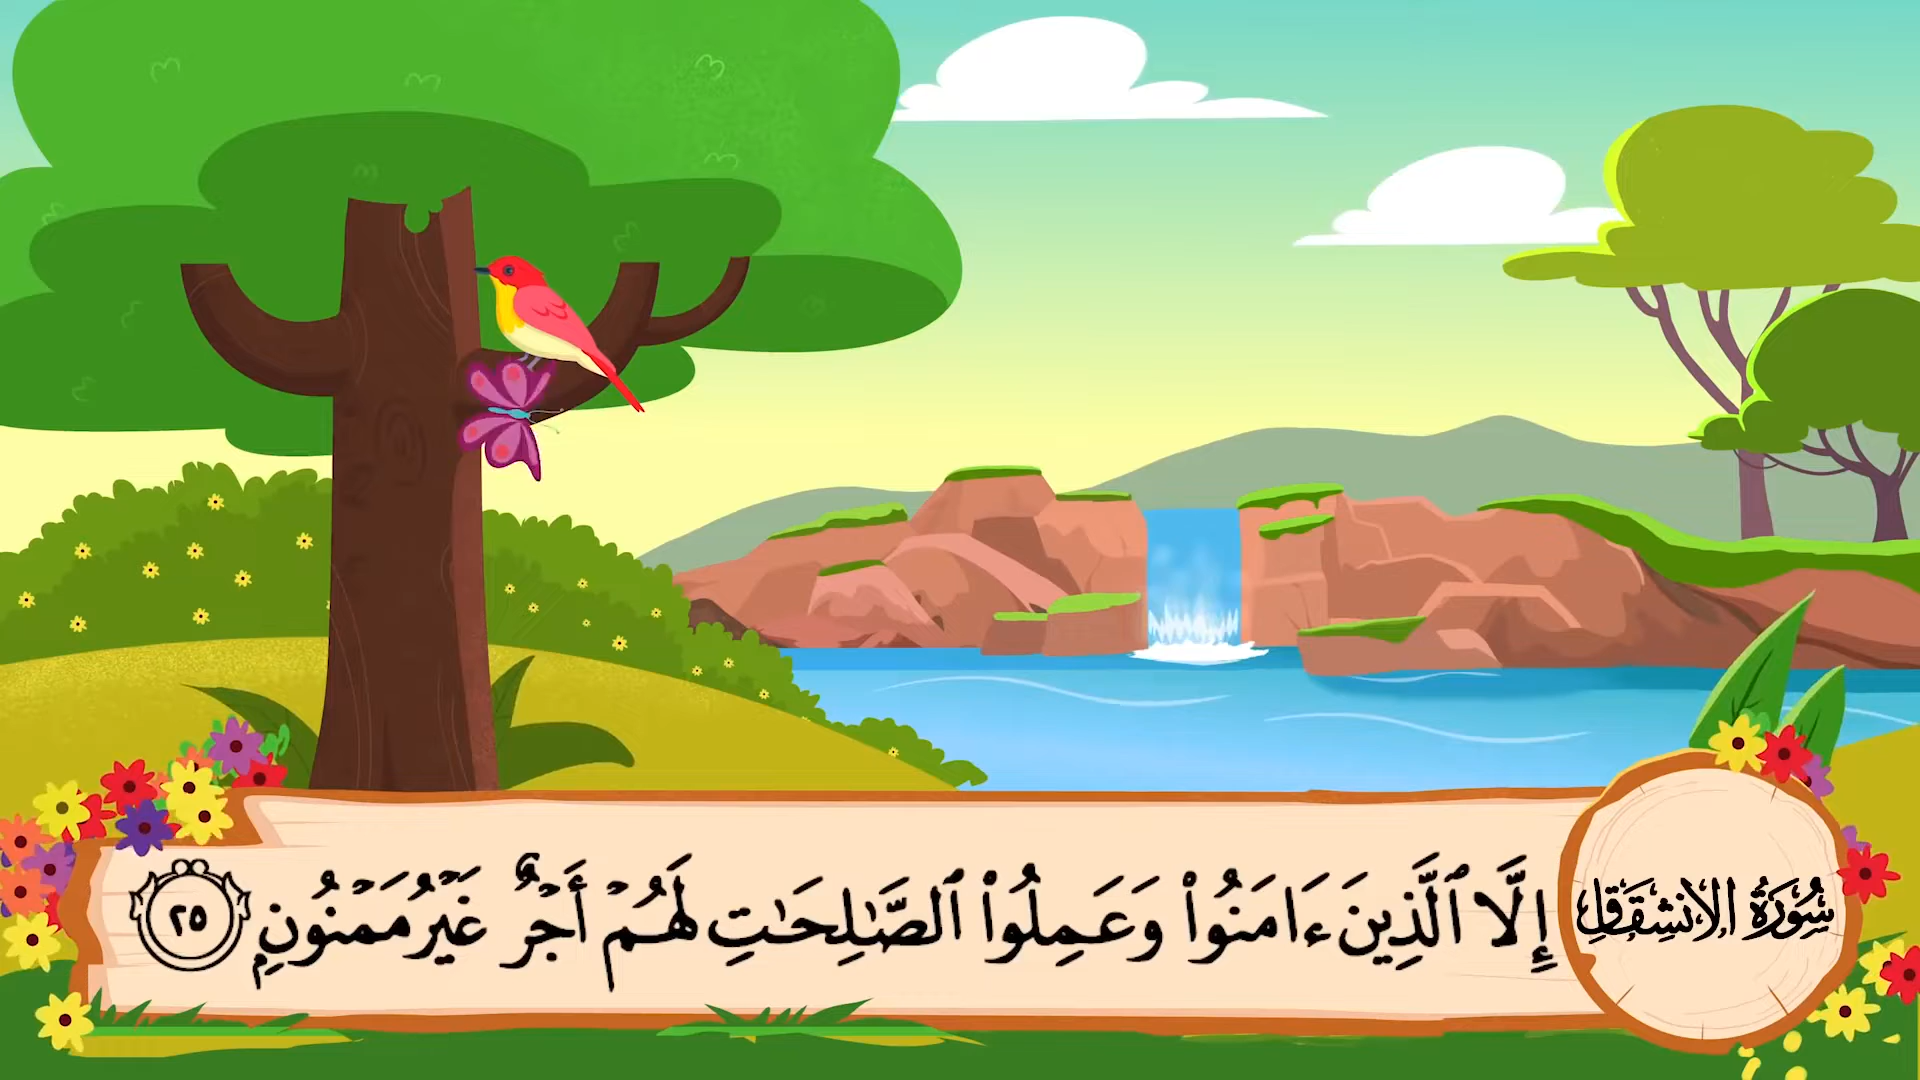 سُورَةُ الانشِقَاقِ
إِلَّا ٱلَّذِينَ ءَامَنُوا۟ وَعَمِلُوا۟ ٱلصَّـٰلِحَـٰتِ لَهُمۡ أَجۡرٌ غَيۡرُ مَمۡنُونِۭ ٢٥